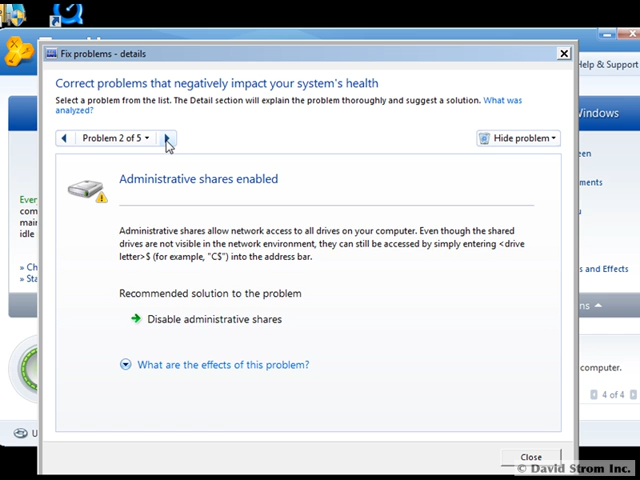 Fix problems - details
Help & Support
Correct problems that negatively impact your system's health
Select a problem from the list. The Detail section will explain the problem thoroughly and suggest a solution. What was
analyzed?
Problem 2 of 5
Hide problem
Windows
Administrative shares enabled
Administrative shares allow network access to all drives on your computer. Even though the shared
drives are not visible in the network environment, they can still be accessed by simply entering <drive
letter>$ (for example, "C$") into the address bar.
idle
s and Effects
» Ch
» Sta
Recommended solution to the problem
Disable administrative shares
What are the effects of this problem?
computer.
4 of 4
U
Close
© David Strom Inc.